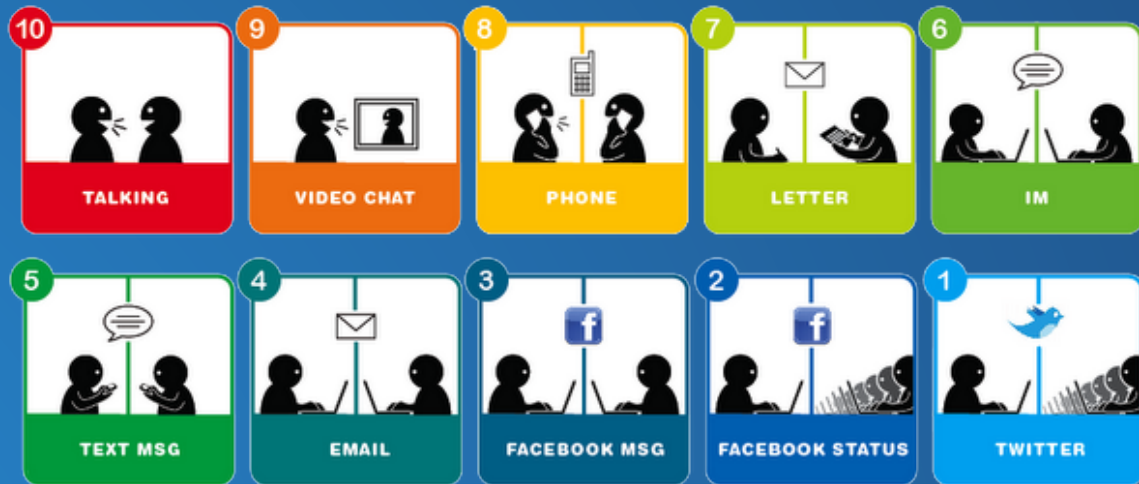 10
TALKING
9
VIDEO CHAT
8
PHONE
7
LETTER
6
IM
5
TEXT MSG
4
EMAIL
3
f
FACEBOOK MSG
2
f
FACEBOOK STATUS
1
TWITTER